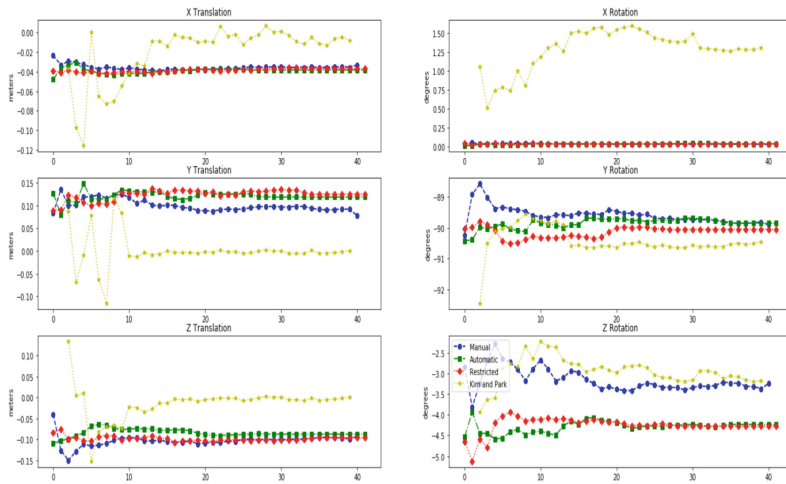 X Translation
X Rotation
meters
0.00
−0.02
−0.04
−0.06
−0.08
−0.10
−0.12
0 10 20 30 40
degrees
1.50
1.25
1.00
0.75
0.50
0.25
0.00
0 10 20 30 40
Y Translation
Y Rotation
meters
0.15
0.10
0.05
0.00
−0.05
−0.10
0 10 20 30 40
degrees
−89
−90
−91
−92
0 10 20 30 40
Z Translation
Z Rotation
meters
0.10
0.05
0.00
−0.05
−0.10
−0.15
0 10 20 30 40
degrees
−2.5
−3.0
−3.5
−4.0
−4.5
−5.0
Manual
Automatic
Restricted
Kim and Park
0 10 20 30 40